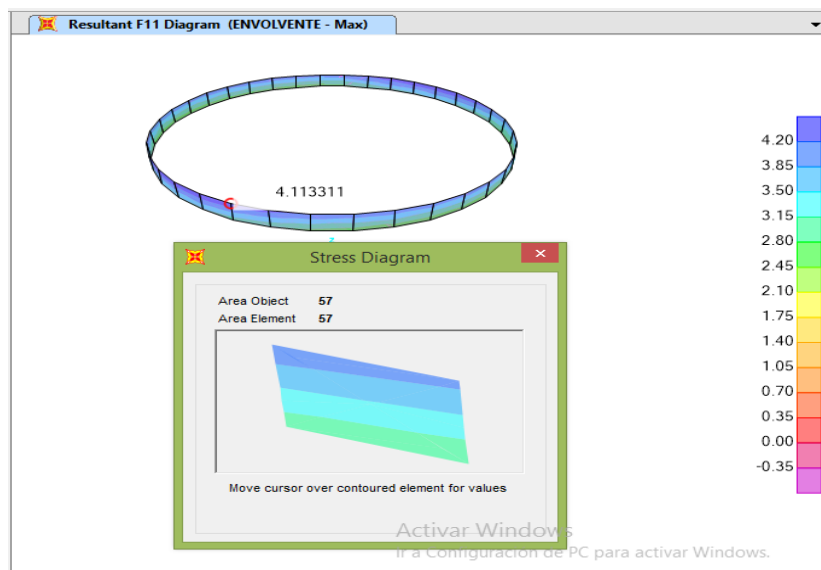 Resultant F11 Diagram (ENVOLVENTE - Max)
4.113311
z
Stress Diagram
Area Object 57
Area Element 57
Move cursor over contoured element for values
4.20
3.85
3.50
3.15
2.80
2.45
2.10
1.75
1.40
1.05
0.70
0.35
0.00
-0.35
Activar Windows
Ir a Configuración de PC para activar Windows.